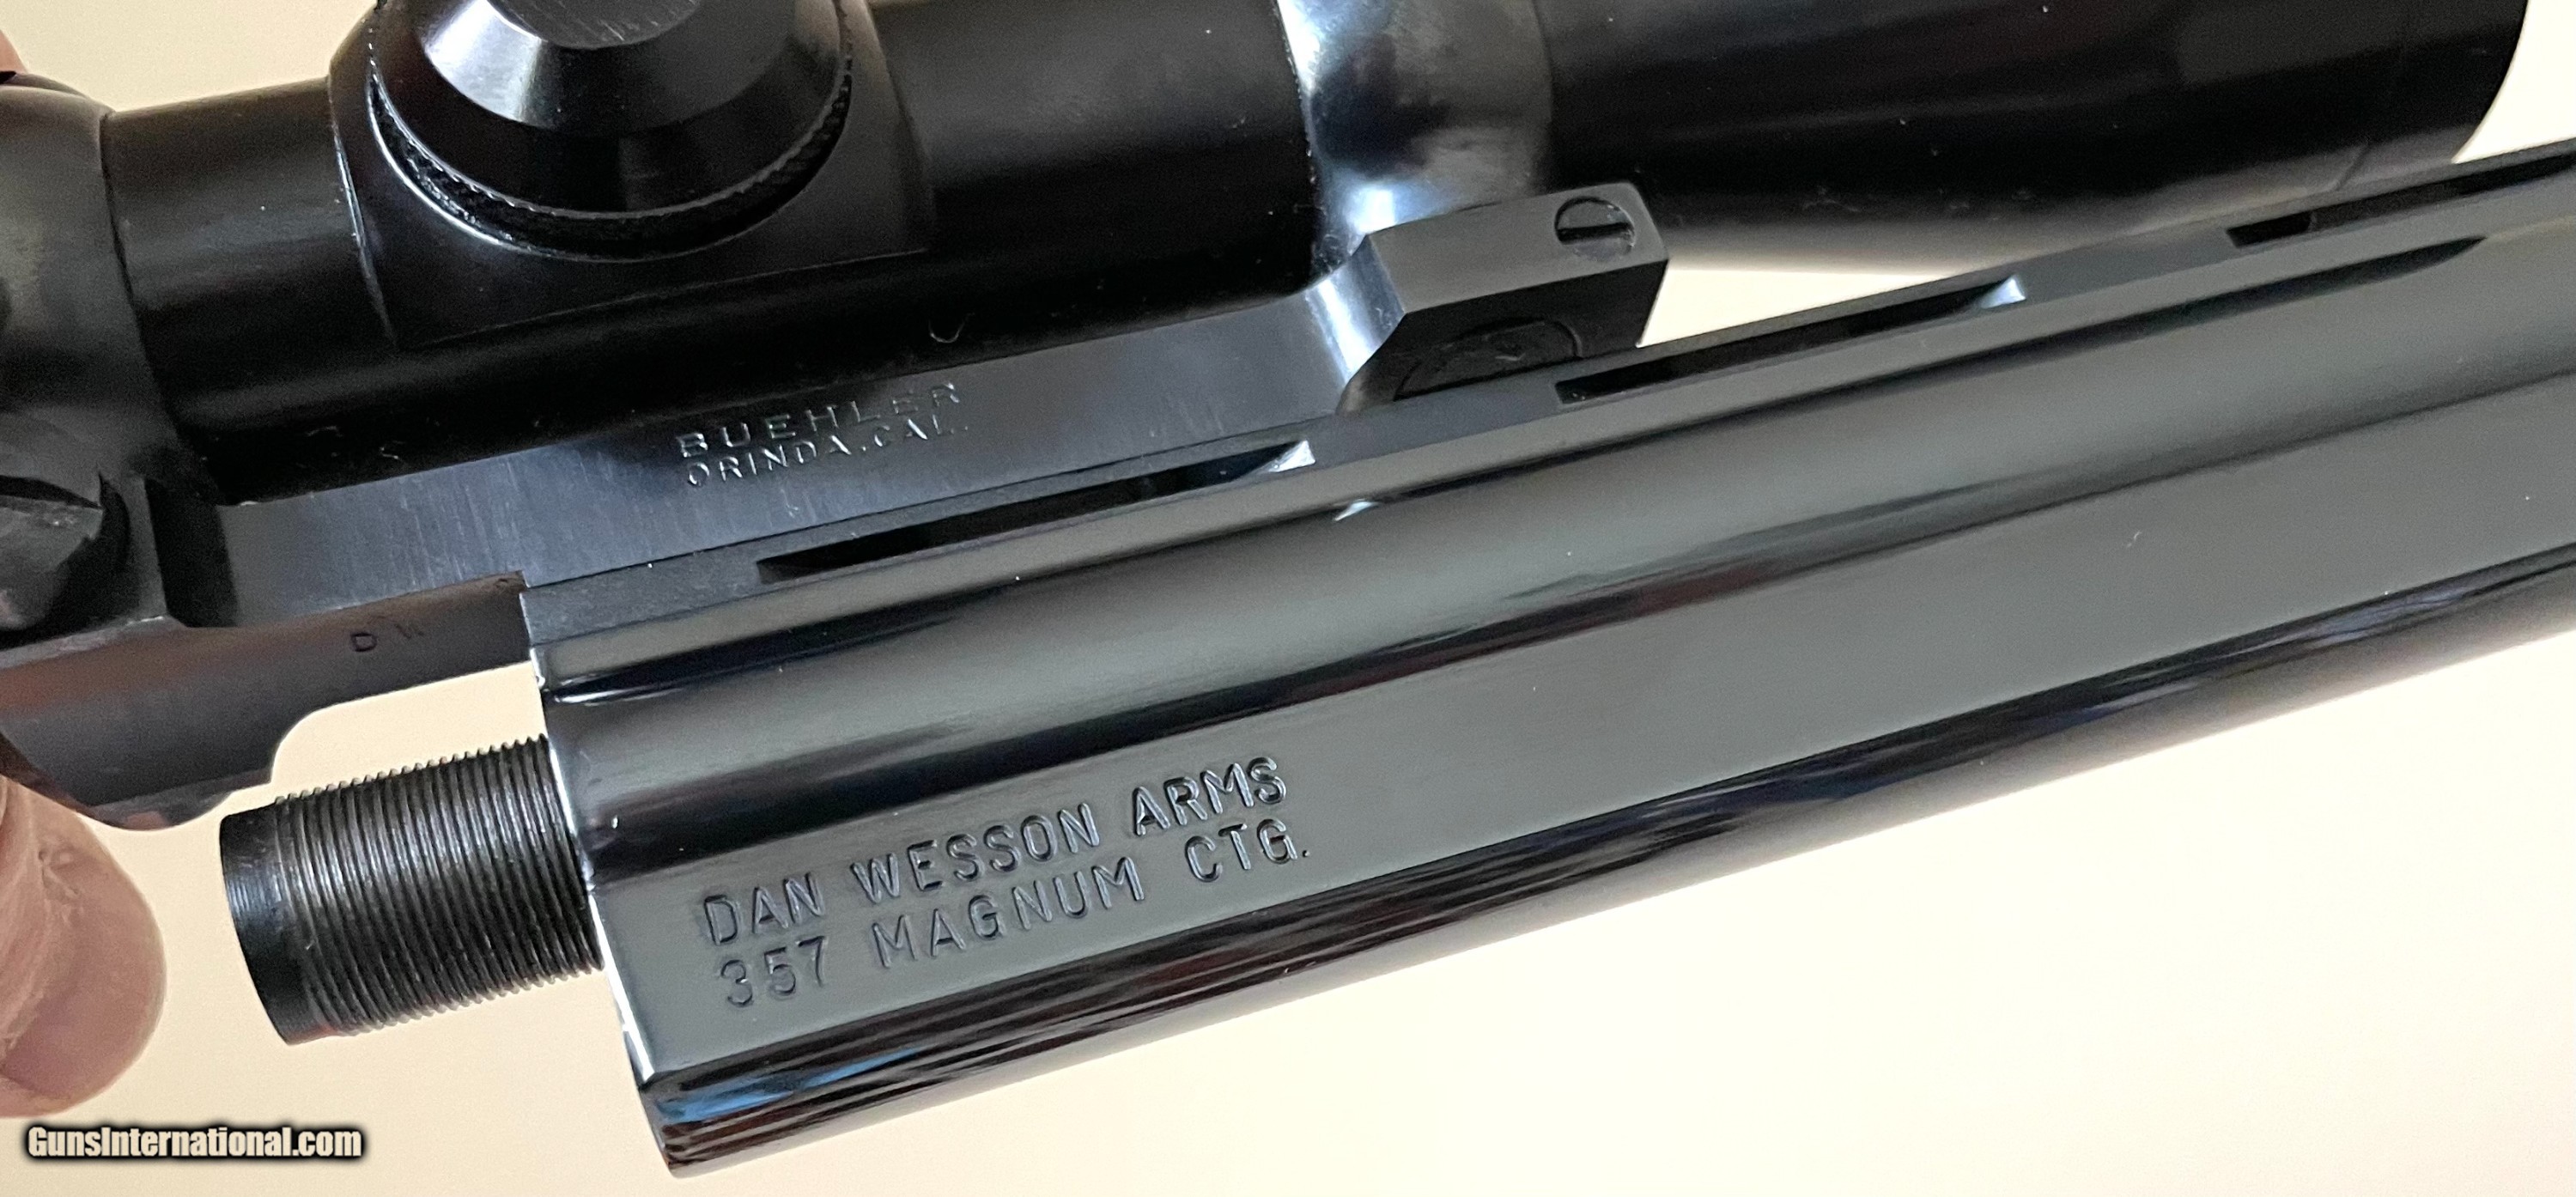 BUEHLER
ORINDA, CAL.
D W
DAN WESSON ARMS
357 MAGNUM CTG.
GunsInternational.com